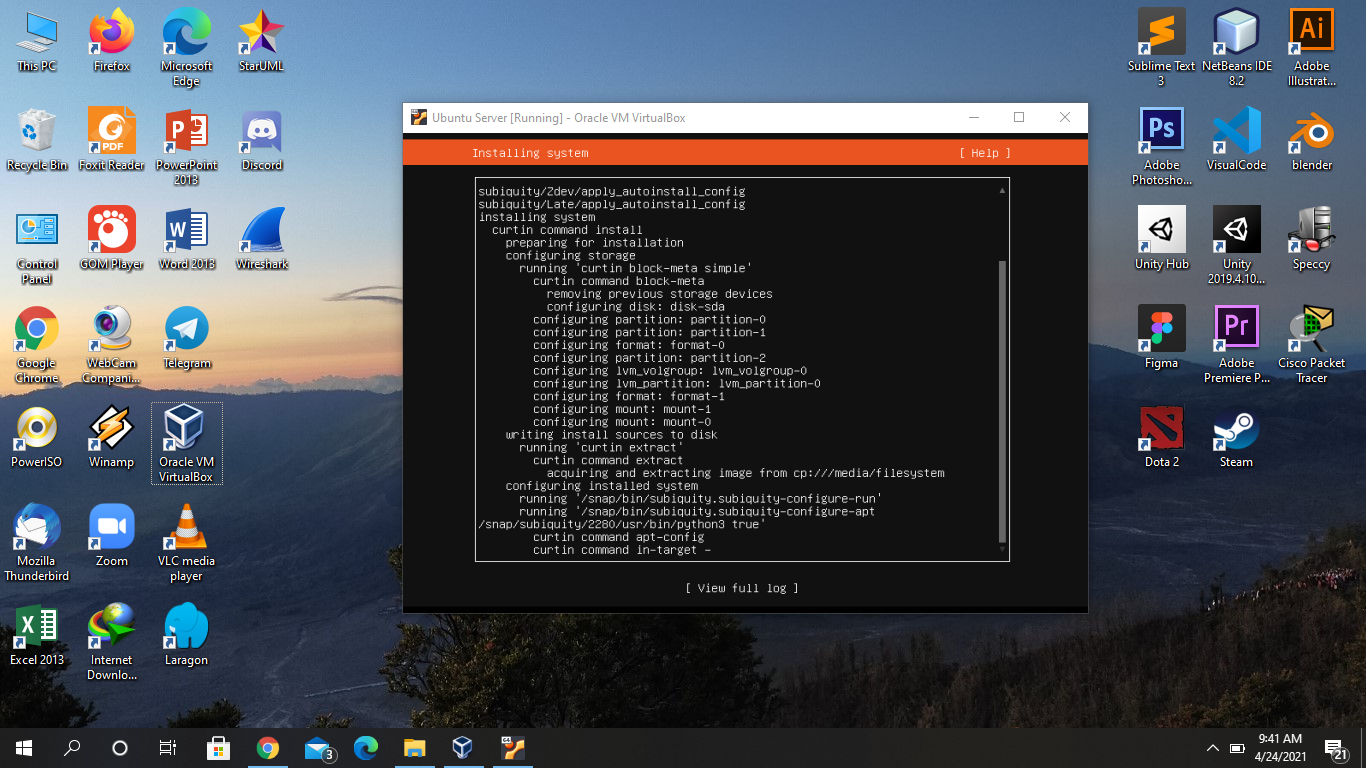 This PC
Firefox
Microsoft
Edge
StarUML
Recycle Bin
Foxit Reader
PowerPoint
2013
Discord
Control
Panel
GOM Player
Word 2013
Wireshark
Google
Chrome
WebCam
Compani...
Telegram
PowerISO
Winamp
Oracle VM
VirtualBox
Mozilla
Thunderbird
Zoom
VLC media
player
Excel 2013
Internet
Downlo...
Laragon
PDF
Ubuntu Server [Running] - Oracle VM VirtualBox
Installing system
[ Help ]
subiquity/Zdev/apply_autoinstall_config
subiquity/Late/apply_autoinstall_config
installing system
curtin command install
preparing for installation
configuring storage
running 'curtin block-meta simple'
curtin command block-meta
removing previous storage devices
configuring disk: disk-sda
configuring partition: partition-0
configuring partition: partition-1
configuring format: format-0
configuring partition: partition-2
configuring lvm_volgroup: lvm_volgroup-0
configuring lvm_partition: lvm_partition-0
configuring format: format-1
configuring mount: mount-1
configuring mount: mount-0
writing install sources to disk
running 'curtin extract'
curtin command extract
acquiring and extracting image from cp:///media/filesystem
configuring installed system
running '/snap/bin/subiquity.subiquity-configure-run'
running '/snap/bin/subiquity.subiquity-configure-apt
/snap/subiquity/2280/usr/bin/python3 true'
curtin command apt-config
curtin command in-target -
[ View full log ]
Sublime Text
3
NetBeans IDE
8.2
Ai
Adobe
Illustrat...
Ps
Adobe
Photosho...
VisualCode
blender
Unity Hub
Unity
2019.4.10...
Speccy
Figma
Pr
Adobe
Premiere P...
Cisco Packet
Tracer
Dota 2
Steam
3
9:41 AM
4/24/2021
21